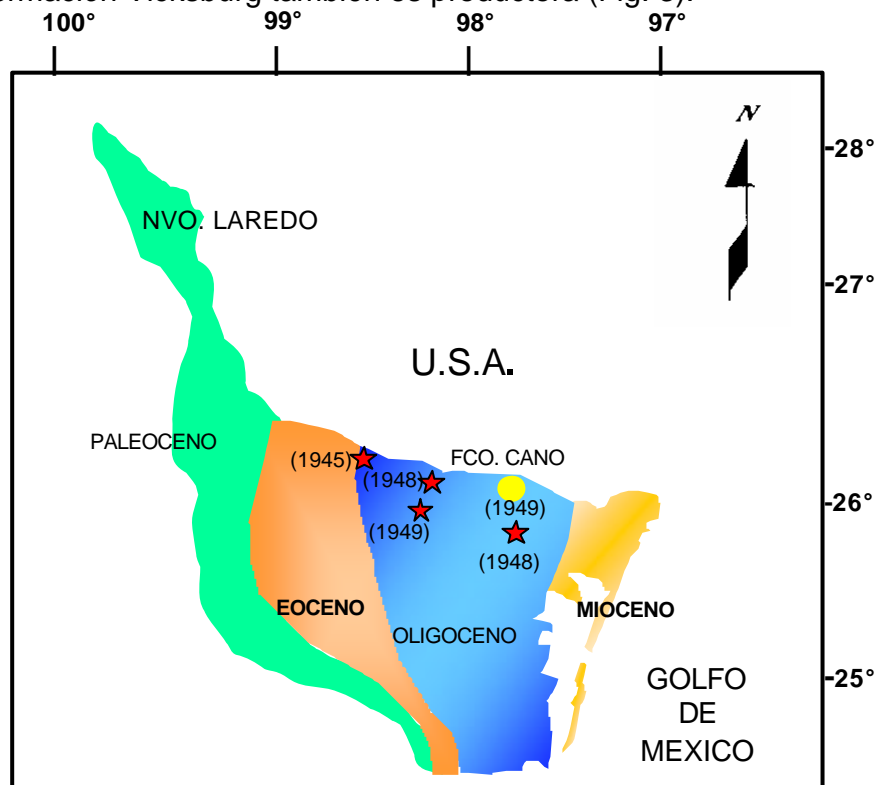 100° 99° 98° 97°
N
28°
NVO. LAREDO
27°
U.S.A.
PALEOCENO
FCO. CANO
(1945)
(1948)
26°
(1949)
(1949)
(1948)
EOCENO
MIOCENO
OLIGOCENO
25°
GOLFO
DE
MEXICO